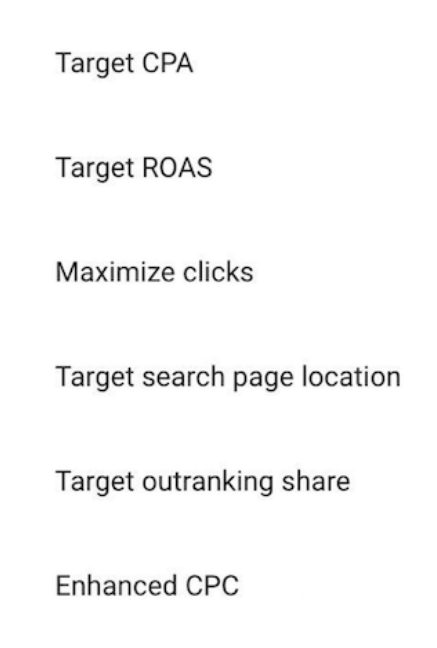 Target CPA
Target ROAS
Maximize clicks
Target search page location
Target outranking share
Enhanced CPC